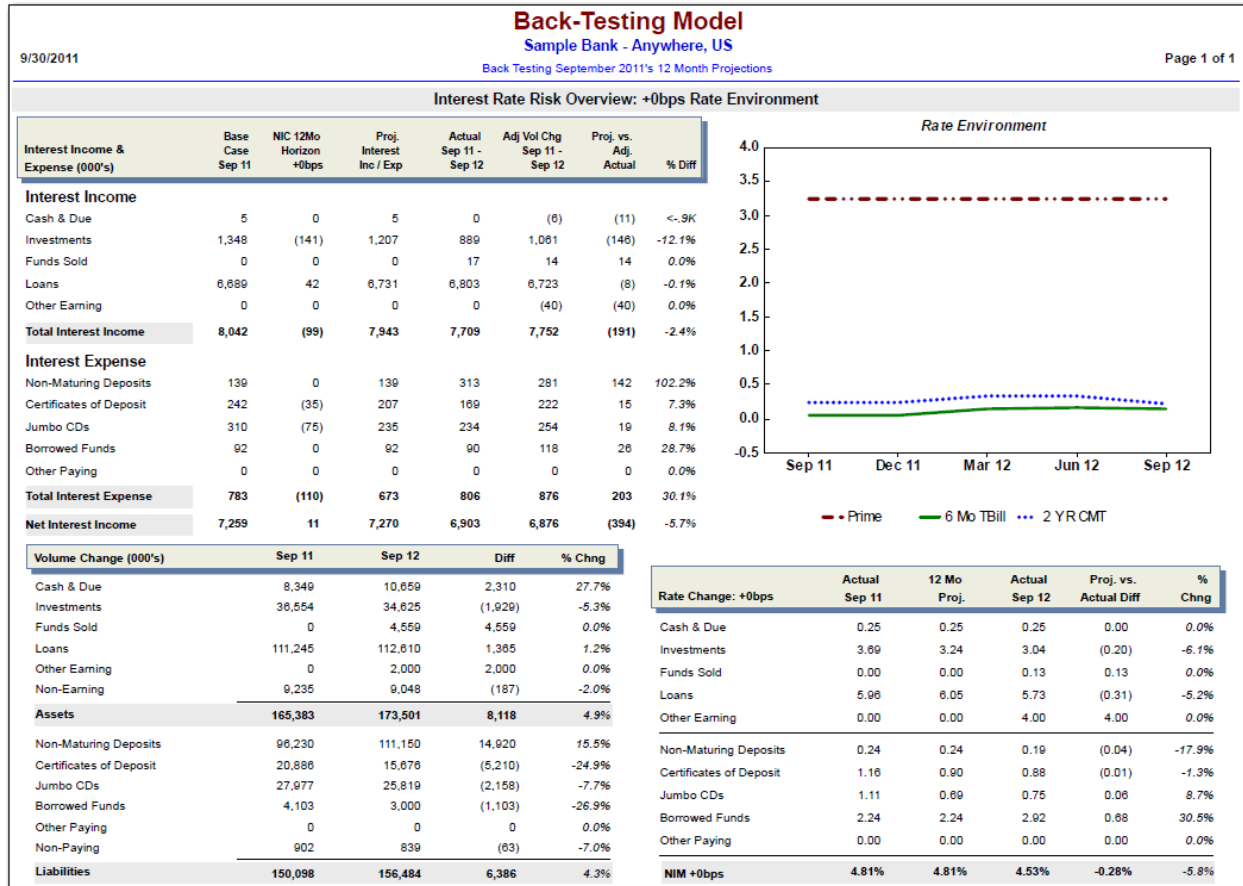 Back-Testing Model
Sample Bank - Anywhere, US
9/30/2011
Page 1 of 1
Back Testing September 2011's 12 Month Projections
Interest Rate Risk Overview: +0bps Rate Environment
Interest Income & Expense (000's) Base Case Sep 11 NIC 12Mo Horizon +0bps Proj. Interest Inc / Exp Actual Sep 11 - Sep 12 Adj Vol Chg Sep 11 - Sep 12 Proj. vs. Adj. Actual % Diff
Interest Income
Cash & Due 5 0 5 0 (6) (11) <-.9K
Investments 1,348 (141) 1,207 889 1,061 (146) -12.1%
Funds Sold 0 0 0 17 14 14 0.0%
Loans 6,689 42 6,731 6,803 6,723 (8) -0.1%
Other Earning 0 0 0 0 (40) (40) 0.0%
Total Interest Income 8,042 (99) 7,943 7,709 7,752 (191) -2.4%
Interest Expense
Non-Maturing Deposits 139 0 139 313 281 142 102.2%
Certificates of Deposit 242 (35) 207 169 222 15 7.3%
Jumbo CDs 310 (75) 235 234 254 19 8.1%
Borrowed Funds 92 0 92 90 118 26 28.7%
Other Paying 0 0 0 0 0 0 0.0%
Total Interest Expense 783 (110) 673 806 876 203 30.1%
Net Interest Income 7,259 11 7,270 6,903 6,876 (394) -5.7%
Rate Environment
4.0
3.5
3.0
2.5
2.0
1.5
1.0
0.5
0.0
-0.5
Sep 11 Dec 11 Mar 12 Jun 12 Sep 12
Prime 6 Mo TBill 2 YR CMT
Volume Change (000's) Sep 11 Sep 12 Diff % Chng
Cash & Due 8,349 10,659 2,310 27.7%
Investments 36,554 34,625 (1,929) -5.3%
Funds Sold 0 4,559 4,559 0.0%
Loans 111,245 112,610 1,365 1.2%
Other Earning 0 2,000 2,000 0.0%
Non-Earning 9,235 9,048 (187) -2.0%
Assets 165,383 173,501 8,118 4.9%
Non-Maturing Deposits 96,230 111,150 14,920 15.5%
Certificates of Deposit 20,886 15,676 (5,210) -24.9%
Jumbo CDs 27,977 25,819 (2,158) -7.7%
Borrowed Funds 4,103 3,000 (1,103) -26.9%
Other Paying 0 0 0 0.0%
Non-Paying 902 839 (63) -7.0%
Liabilities 150,098 156,484 6,386 4.3%
Rate Change: +0bps Actual Sep 11 12 Mo Proj. Actual Sep 12 Proj. vs. Actual Diff % Chng
Cash & Due 0.25 0.25 0.25 0.00 0.0%
Investments 3.69 3.24 3.04 (0.20) -6.1%
Funds Sold 0.00 0.00 0.13 0.13 0.0%
Loans 5.96 6.05 5.73 (0.31) -5.2%
Other Earning 0.00 0.00 4.00 4.00 0.0%
Non-Maturing Deposits 0.24 0.24 0.19 (0.04) -17.9%
Certificates of Deposit 1.16 0.90 0.88 (0.01) -1.3%
Jumbo CDs 1.11 0.69 0.75 0.06 8.7%
Borrowed Funds 2.24 2.24 2.92 0.68 30.5%
Other Paying 0.00 0.00 0.00 0.00 0.0%
NIM +0bps 4.81% 4.81% 4.53% -0.28% -5.8%